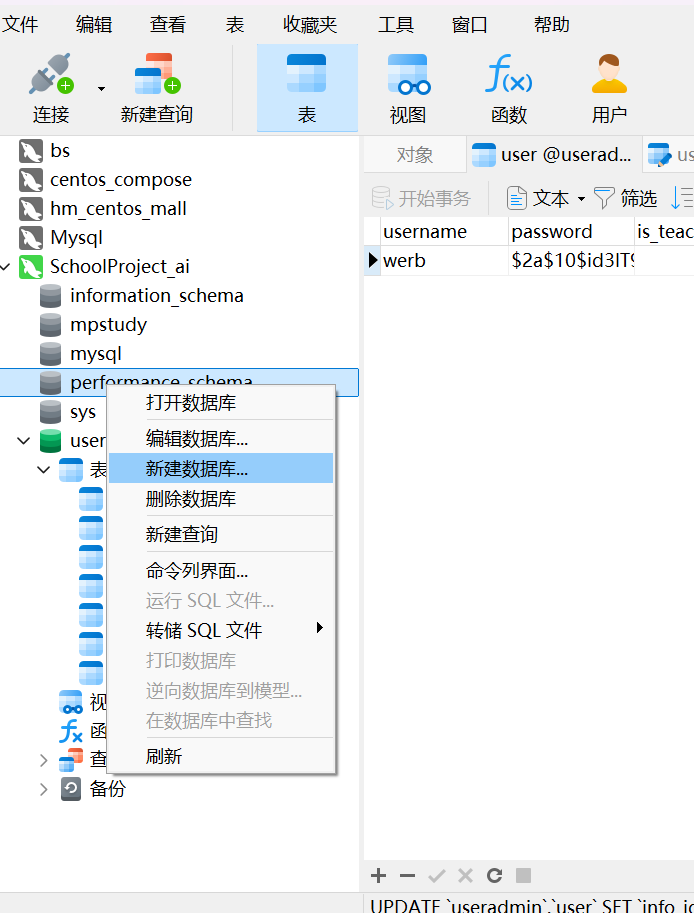 文件 编辑 查看 表 收藏夹 工具 窗口 帮助
连接 新建查询 表 视图 函数 用户
bs
centos_compose
hm_centos_mall
Mysql
SchoolProject_ai
information_schema
mpstudy
mysql
performance_schema
sys
user
表
视
函
查
备份
打开数据库
编辑数据库...
新建数据库...
删除数据库
新建查询
命令列界面...
运行 SQL 文件...
转储 SQL 文件
打印数据库
逆向数据库到模型...
在数据库中查找
刷新
对象 user @userad... us
开始事务 文本 筛选
username password is_teac
werb $2a$10$id3IT9
UPDATE `useradmin`.`user` SET `info_id